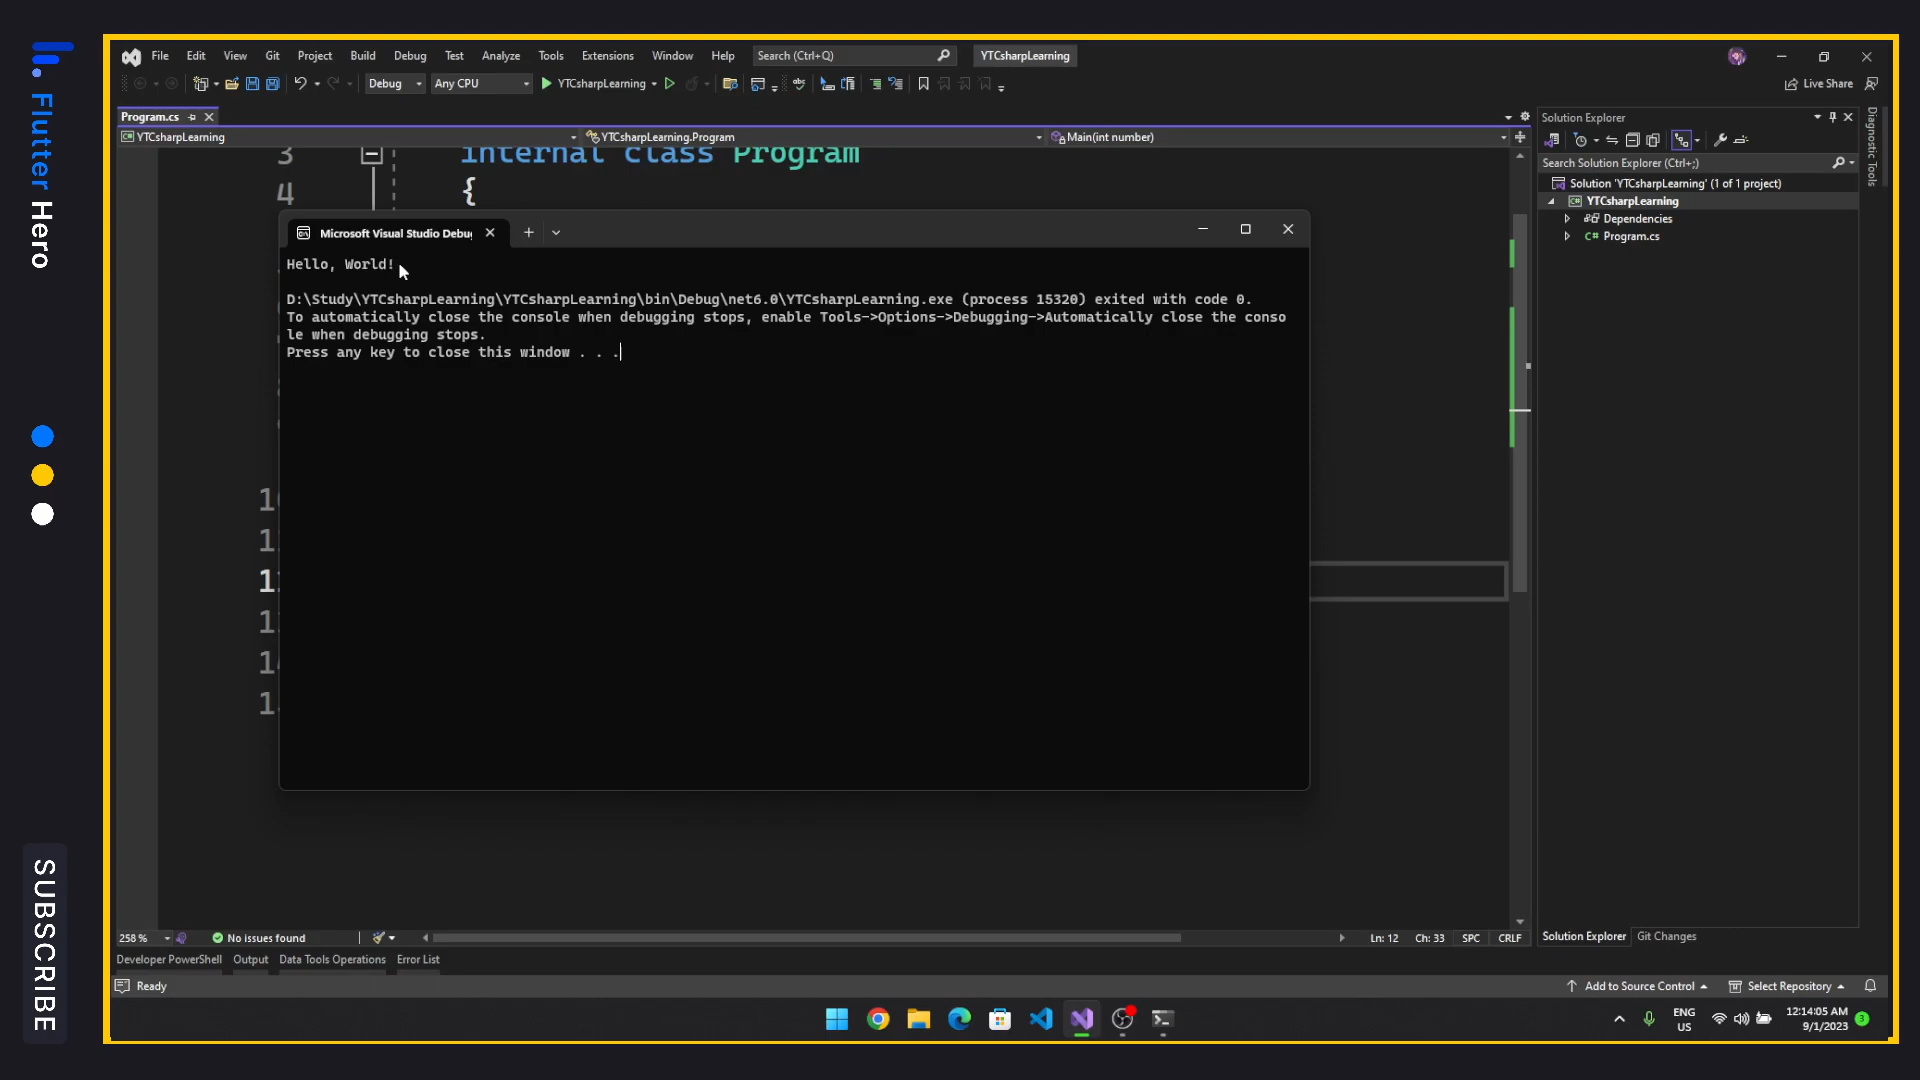 Flutter Hero
SUBSCRIBE
File Edit View Git Project Build Debug Test Analyze Tools Extensions Window Help Search (Ctrl+Q) YTCsharpLearning
Debug Any CPU YTCsharpLearning Live Share
Program.cs
YTCsharpLearning YTCsharpLearning.Program Main(int number)
3 internal class Program
4 {
Microsoft Visual Studio Debu
Hello, World!
D:\Study\YTCsharpLearning\YTCsharpLearning\bin\Debug\net6.0\YTCsharpLearning.exe (process 15320) exited with code 0.
To automatically close the console when debugging stops, enable Tools->Options->Debugging->Automatically close the conso
le when debugging stops.
Press any key to close this window . . .
Solution Explorer
Search Solution Explorer (Ctrl+;)
Solution 'YTCsharpLearning' (1 of 1 project)
YTCsharpLearning
Dependencies
C# Program.cs
Diagnostic Tools
258 % No issues found Ln: 12 Ch: 33 SPC CRLF
Solution Explorer Git Changes
Developer PowerShell Output Data Tools Operations Error List
Ready Add to Source Control Select Repository
ENG
US
12:14:05 AM
9/1/2023
3